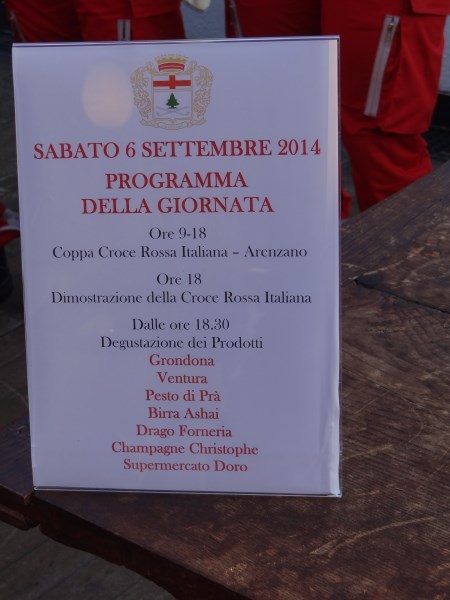 SABATO 6 SETTEMBRE 2014
PROGRAMMA
DELLA GIORNATA
Ore 9-18
Coppa Croce Rossa Italiana – Arenzano
Ore 18
Dimostrazione della Croce Rossa Italiana
Dalle ore 18.30
Degustazione dei Prodotti
Grondona
Ventura
Pesto di Prà
Birra Ashai
Drago Forneria
Champagne Christophe
Supermercato Doro